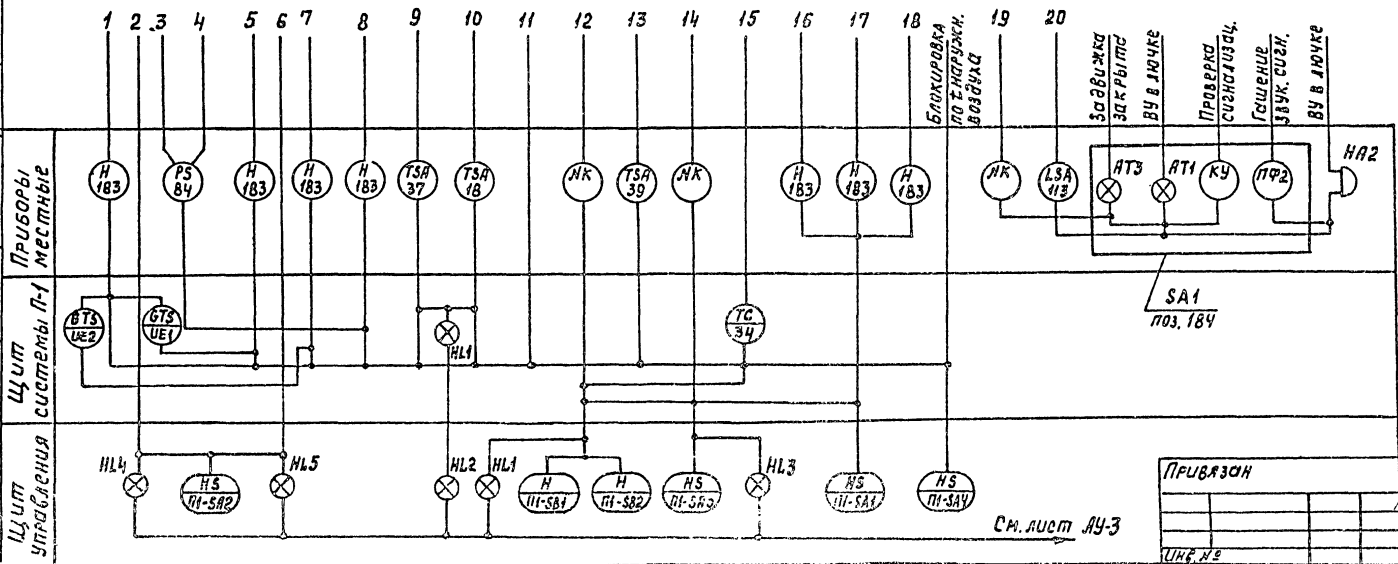 1 2 3 4 5 6 7 8 9 10 11 12 13 14 15 16 17 18 19 20
Блокировка
по t наружн.
воздуха
Задвижка
закрыта
ВУ в лючке
Проверка
сигнализац.
Гашение
звук. сигн.
ВУ в лючке
Приборы
местные
H
183
PS
84
H
183
H
183
H
183
TSA
37
TSA
18
NK
TSA
39
NK
H
183
H
183
H
183
NK
LSA
113
AT3
AT1
КУ
ПФ2
HA2
SA1
поз. 184
Щит
системы П-1
GTS
UE2
GTS
UE1
HL1
TC
34
Щит
управления
HL4
HS
П1-SA2
HL5
HL2
HL1
H
П1-SB1
H
П1-SB2
HS
П1-SA3
HL3
HS
П1-SA1
HS
П1-SA4
См. лист АУ-3
Привязан
Инв. №